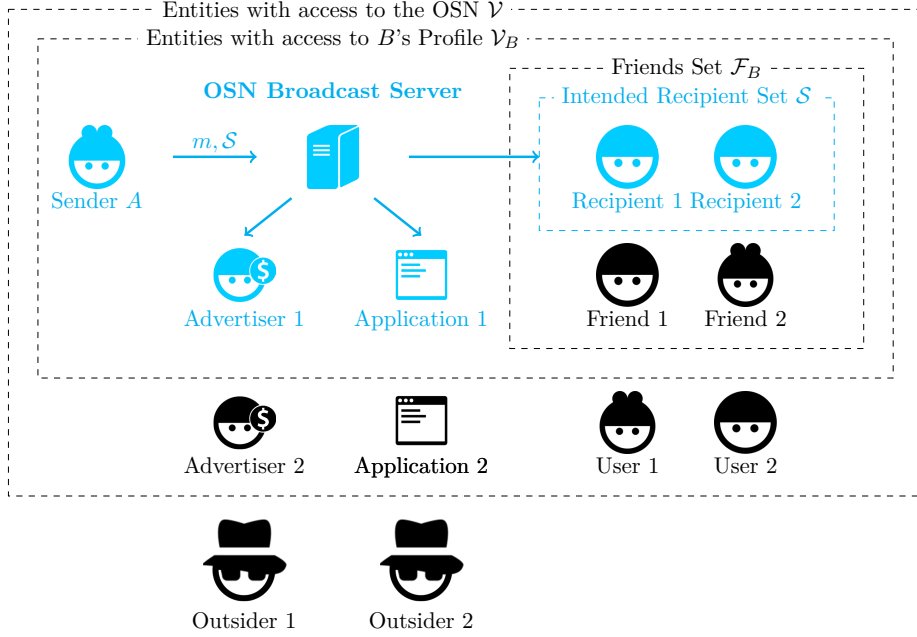 Entities with access to the OSN 𝒱
Entities with access to B's Profile 𝒱_B
Friends Set ℱ_B
OSN Broadcast Server
Intended Recipient Set 𝒮
m, 𝒮
Sender A
Recipient 1 Recipient 2
$
Advertiser 1
Application 1
Friend 1
Friend 2
$
Advertiser 2
Application 2
User 1
User 2
Outsider 1
Outsider 2